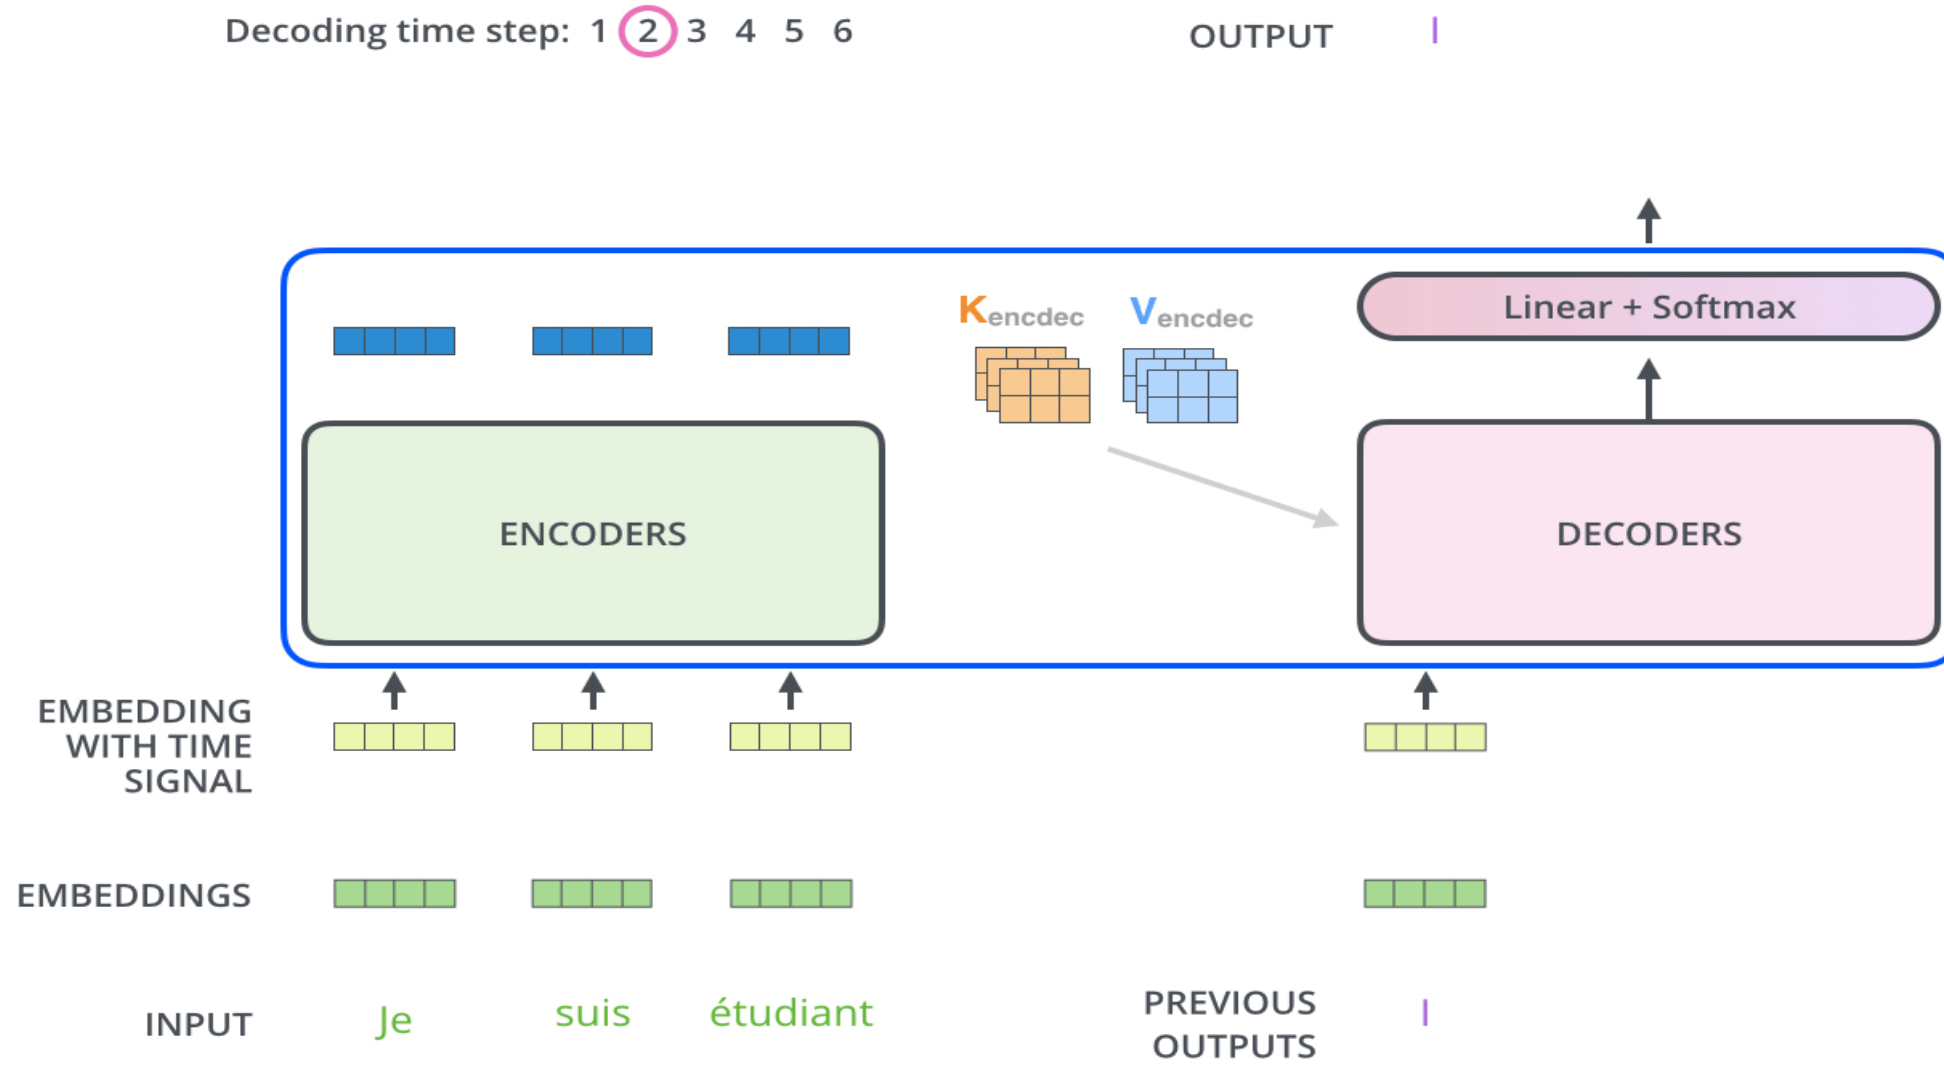 Decoding time step: 1 2 3 4 5 6
OUTPUT I
Kencdec Vencdec
Linear + Softmax
ENCODERS
DECODERS
EMBEDDING
WITH TIME
SIGNAL
EMBEDDINGS
INPUT Je suis étudiant
PREVIOUS
OUTPUTS
I